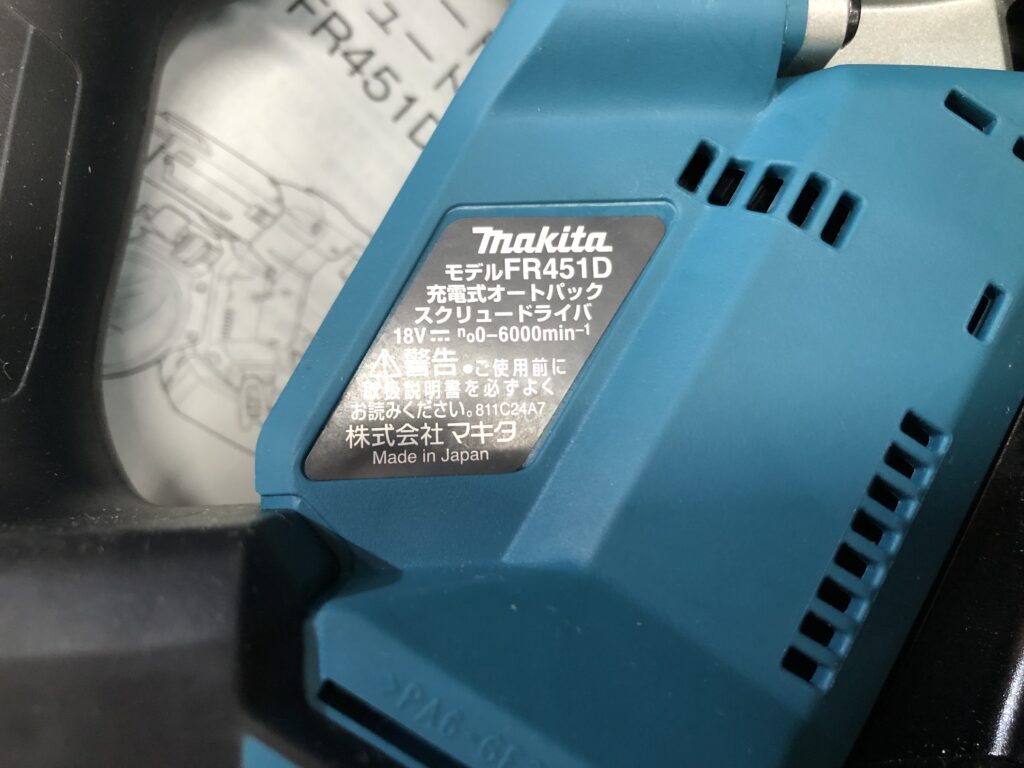 FR451D
makita
モデルFR451D
充電式オートパック
スクリュードライバ
18V⎓ n₀0-6000min⁻¹
⚠警告 ●ご使用前に
取扱説明書を必ずよく
お読みください。811C24A7
株式会社マキタ
Made in Japan
>PA6-